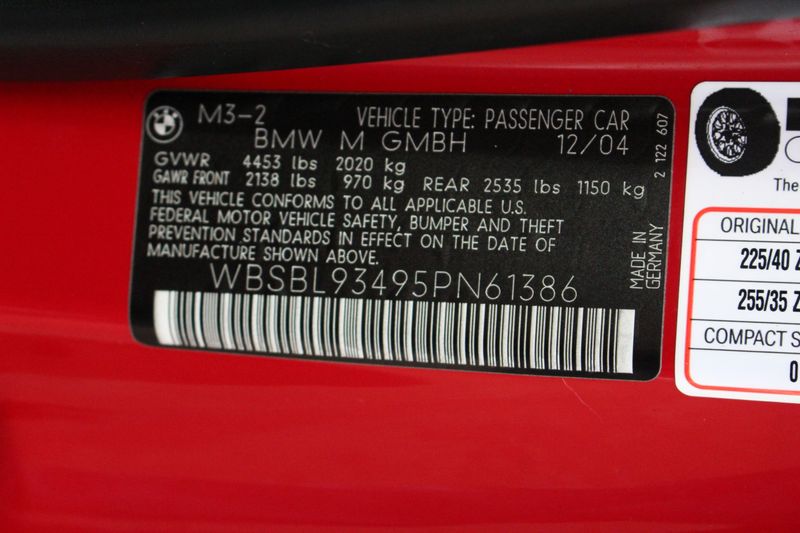 M3-2 VEHICLE TYPE: PASSENGER CAR
BMW M GMBH 12/04
GVWR 4453 lbs 2020 kg
GAWR FRONT 2138 lbs 970 kg REAR 2535 lbs 1150 kg
THIS VEHICLE CONFORMS TO ALL APPLICABLE U.S.
FEDERAL MOTOR VEHICLE SAFETY, BUMPER AND THEFT
PREVENTION STANDARDS IN EFFECT ON THE DATE OF
MANUFACTURE SHOWN ABOVE.
WBSBL93495PN61386
MADE IN
GERMANY
2 122 607
The
ORIGINAL
225/40 Z
255/35 Z
COMPACT S
0